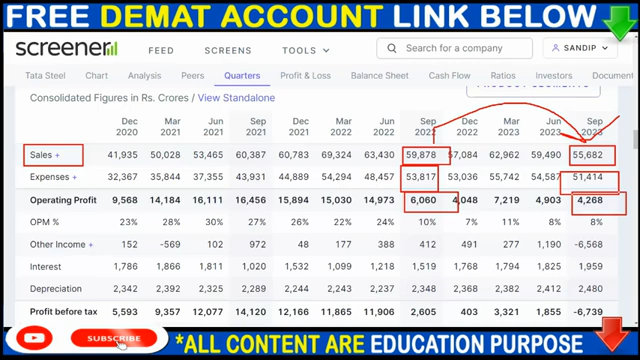 FREE DEMAT ACCOUNT LINK BELOW
screener FEED SCREENS TOOLS Search for a company SANDIP
Tata Steel Chart Analysis Peers Quarters Profit & Loss Balance Sheet Cash Flow Ratios Investors Document
PRODUCT SEGMENTS
Consolidated Figures in Rs. Crores / View Standalone
Dec 2020 Mar 2021 Jun 2021 Sep 2021 Dec 2021 Mar 2022 Jun 2022 Sep 2022 Dec 2022 Mar 2023 Jun 2023 Sep 2023
Sales + 41,935 50,028 53,465 60,387 60,783 69,324 63,430 59,878 57,084 62,962 59,490 55,682
Expenses + 32,367 35,844 37,355 43,931 44,889 54,294 48,457 53,817 53,036 55,742 54,587 51,414
Operating Profit 9,568 14,184 16,111 16,456 15,894 15,030 14,973 6,060 4,048 7,219 4,903 4,268
OPM % 23% 28% 30% 27% 26% 22% 24% 10% 7% 11% 8% 8%
Other Income + 152 -569 102 48 177 388 412 491 277 1,190 -6,568
Interest 1,786 1,866 1,811 1,020 1,532 1,099 1,218 1,519 1,768 1,794 1,825 1,959
Depreciation 2,342 2,392 2,316 2,289 2,244 2,243 2,237 2,348 2,358 2,412 2,480
Profit before tax 5,593 9,357 12,077 14,120 12,166 11,865 11,906 2,605 403 3,321 1,855 -6,739
SUBSCRIBE
*ALL CONTENT ARE EDUCATION PURPOSE